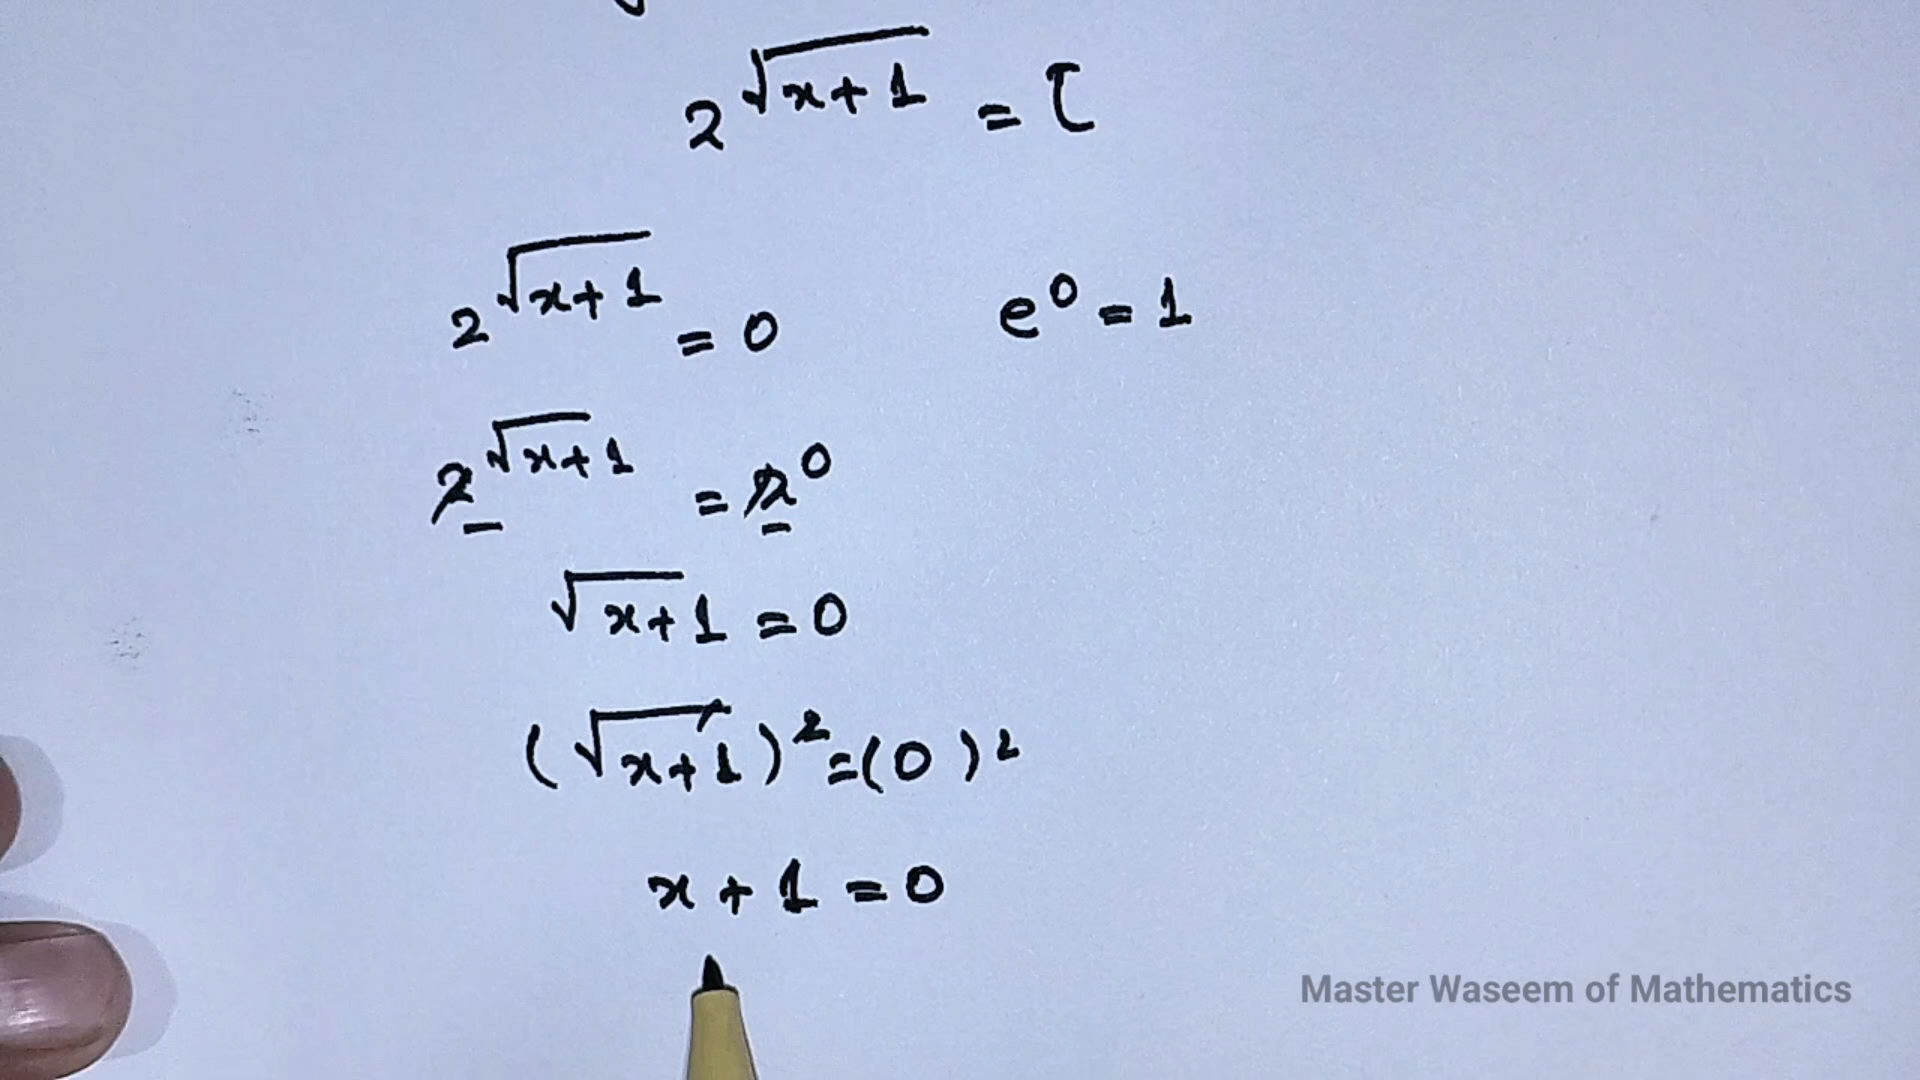 2^√(x+1) = [
2^√(x+1) = 0    e⁰ = 1
2^√(x+1) = 2⁰
√(x+1) = 0
(√(x+1))² = (0)²
x + 1 = 0
Master Waseem of Mathematics